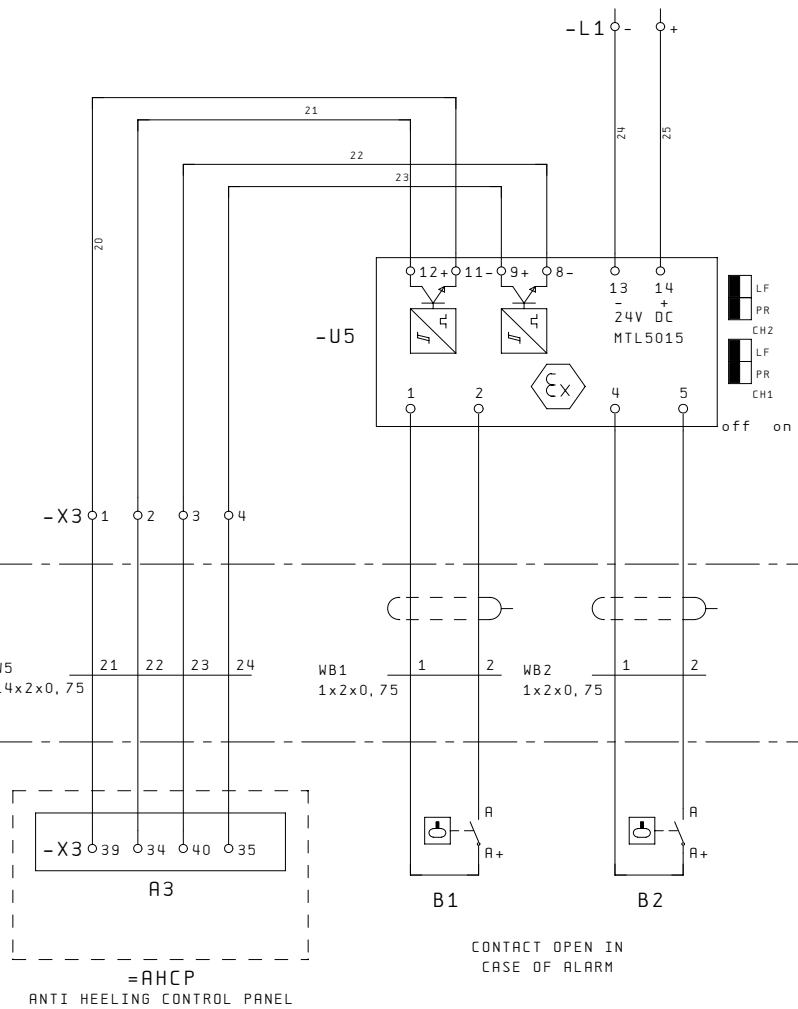 -L1 - +
21
22
23
20
24
25
12+ 11- 9+ 8- 13 14
- +
24V DC
MTL5015
-U5
Ex
LF
PR
CH2
LF
PR
CH1
1 2 4 5
off on
-X3 1 2 3 4
21 22 23 24
4x2x0,75
WB1 1 2
1x2x0,75
WB2 1 2
1x2x0,75
A A
A+ A+
-X3 39 34 40 35
A3
B1 B2
CONTACT OPEN IN
CASE OF ALARM
=AHCP
ANTI HEELING CONTROL PANEL